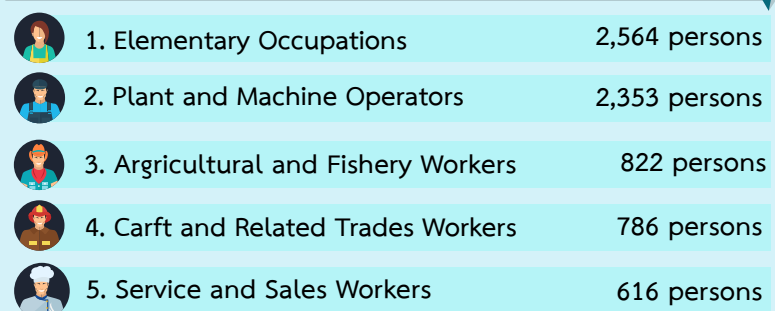 1. Elementary Occupations 2,564 persons
2. Plant and Machine Operators 2,353 persons
3. Argricultural and Fishery Workers 822 persons
4. Carft and Related Trades Workers 786 persons
5. Service and Sales Workers 616 persons